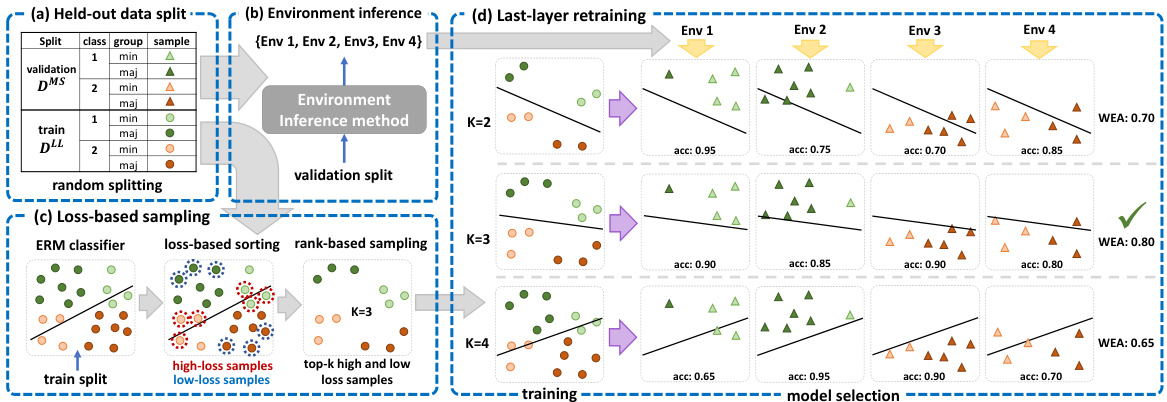 (a) Held-out data split
Split class group sample
validation D^MS
1 min
maj
2 min
maj
train D^LL
1 min
maj
2 min
maj
random splitting
(b) Environment inference
{Env 1, Env 2, Env3, Env 4}
Environment
Inference method
validation split
(c) Loss-based sampling
ERM classifier
loss-based sorting
rank-based sampling
K=3
train split
high-loss samples
low-loss samples
top-k high and low
loss samples
(d) Last-layer retraining
Env 1
Env 2
Env 3
Env 4
K=2
acc: 0.95
acc: 0.75
acc: 0.70
acc: 0.85
WEA: 0.70
K=3
acc: 0.90
acc: 0.85
acc: 0.90
acc: 0.80
WEA: 0.80
K=4
acc: 0.65
acc: 0.95
acc: 0.90
acc: 0.70
WEA: 0.65
training
model selection